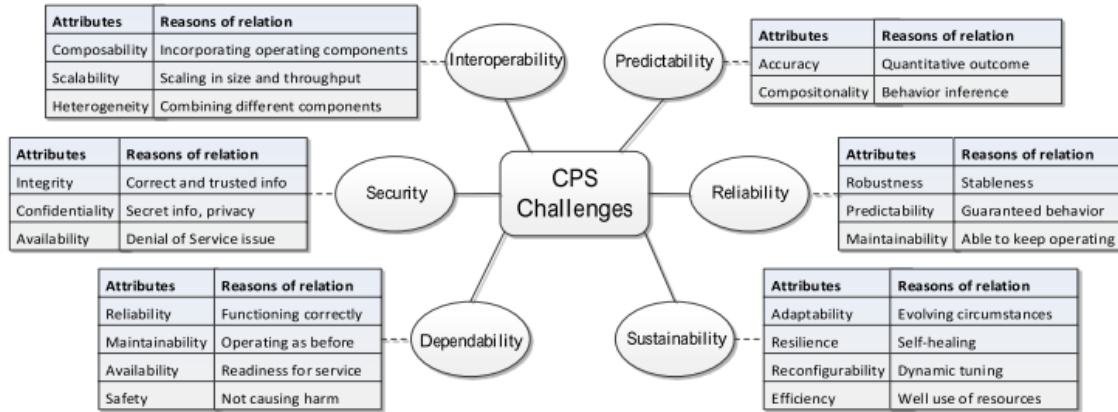 Attributes Reasons of relation
Composability Incorporating operating components
Scalability Scaling in size and throughput
Heterogeneity Combining different components
Interoperability
Predictability
Attributes Reasons of relation
Accuracy Quantitative outcome
Compositonality Behavior inference
Attributes Reasons of relation
Integrity Correct and trusted info
Confidentiality Secret info, privacy
Availability Denial of Service issue
Security
CPS
Challenges
Reliability
Attributes Reasons of relation
Robustness Stableness
Predictability Guaranteed behavior
Maintainability Able to keep operating
Attributes Reasons of relation
Reliability Functioning correctly
Maintainability Operating as before
Availability Readiness for service
Safety Not causing harm
Dependability
Sustainability
Attributes Reasons of relation
Adaptability Evolving circumstances
Resilience Self-healing
Reconfigurability Dynamic tuning
Efficiency Well use of resources